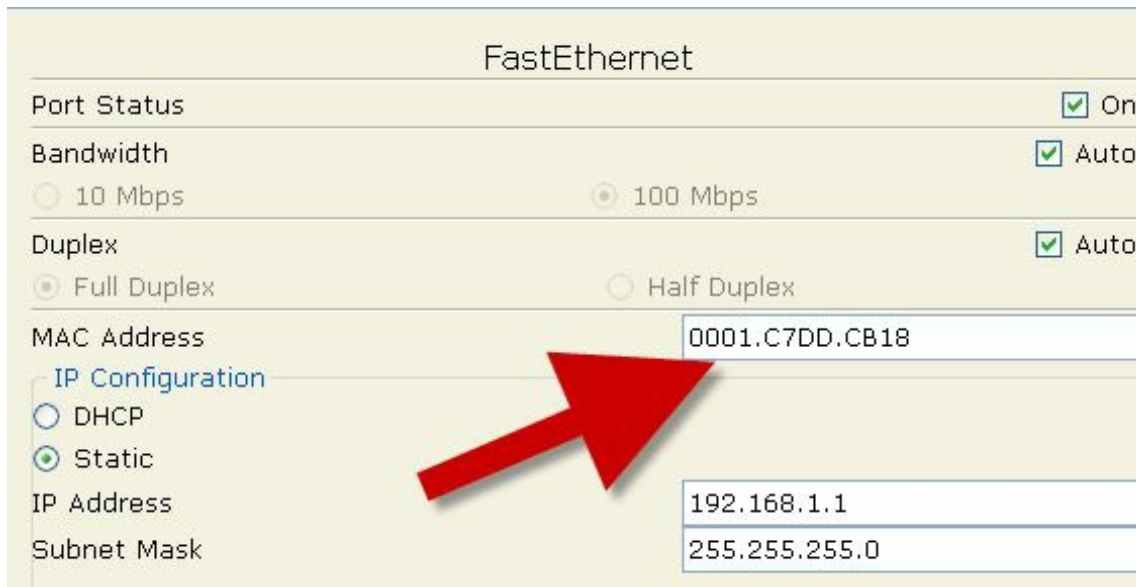 FastEthernet
Port Status On
Bandwidth Auto
10 Mbps 100 Mbps
Duplex Auto
Full Duplex Half Duplex
MAC Address 0001.C7DD.CB18
IP Configuration
DHCP
Static
IP Address 192.168.1.1
Subnet Mask 255.255.255.0